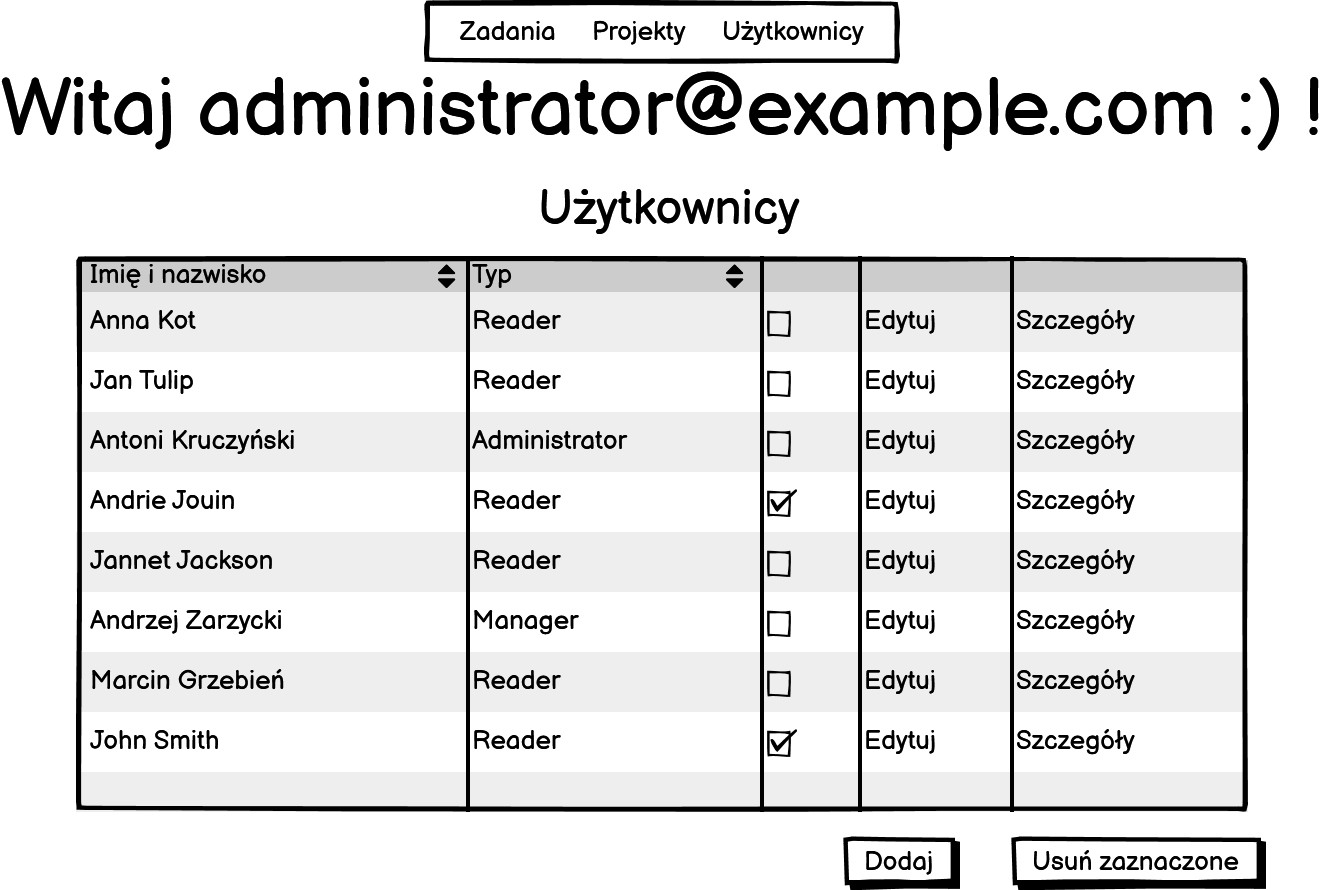 Zadania Projekty Użytkownicy
Witaj administrator@example.com :) !
Użytkownicy
Imię i nazwisko Typ
Anna Kot Reader Edytuj Szczegóły
Jan Tulip Reader Edytuj Szczegóły
Antoni Kruczyński Administrator Edytuj Szczegóły
Andrie Jouin Reader Edytuj Szczegóły
Jannet Jackson Reader Edytuj Szczegóły
Andrzej Zarzycki Manager Edytuj Szczegóły
Marcin Grzebień Reader Edytuj Szczegóły
John Smith Reader Edytuj Szczegóły
Dodaj Usuń zaznaczone